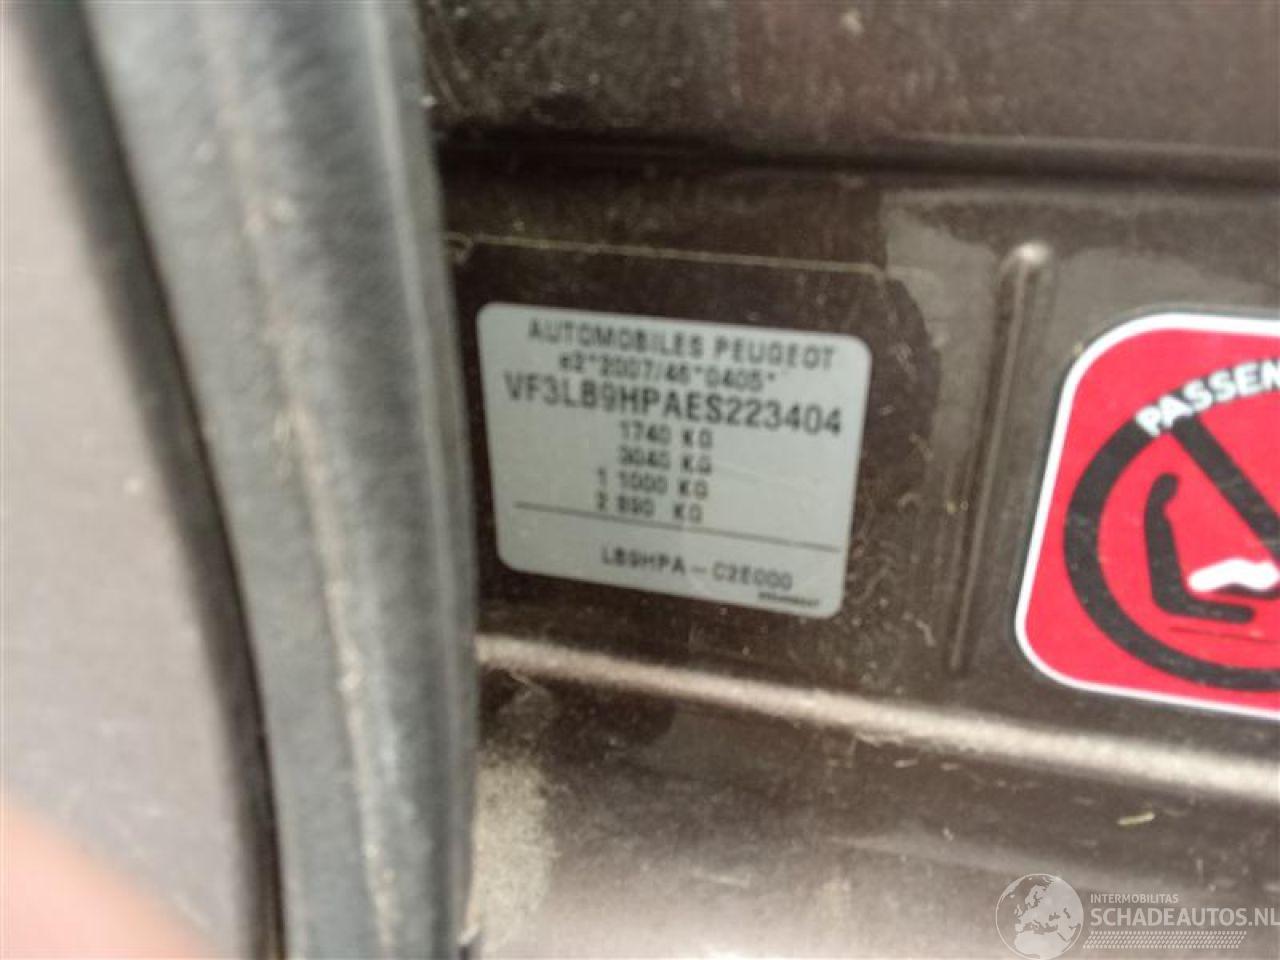 AUTOMOBILES PEUGEOT
e2*2007/46*0405*
VF3LB9HPAES223404
1740 KG
3040 KG
1 1000 KG
2 890 KG
LB9HPA - C2E000
PASSEN
INTERMOBILITAS
SCHADEAUTOS.NL